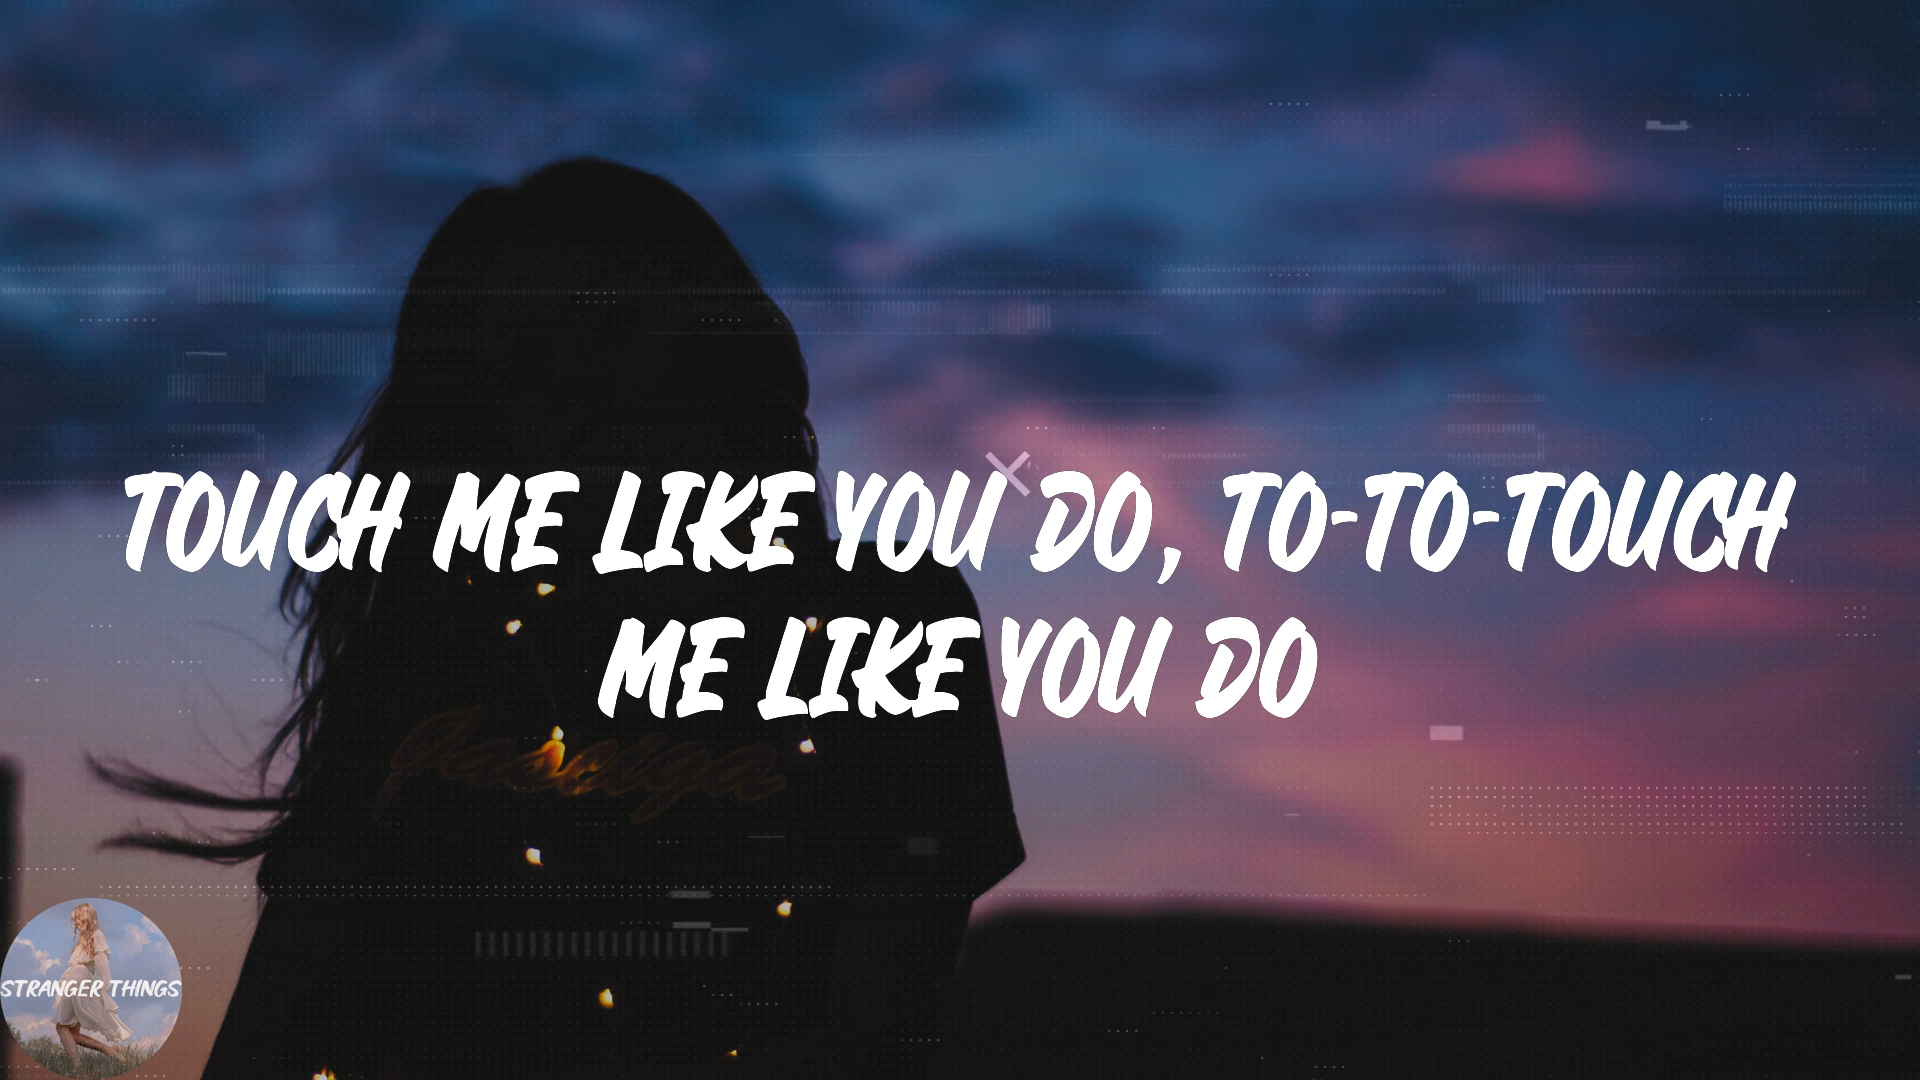 TOUCH ME LIKE YOU DO, TO-TO-TOUCH
ME LIKE YOU DO
STRANGER THINGS